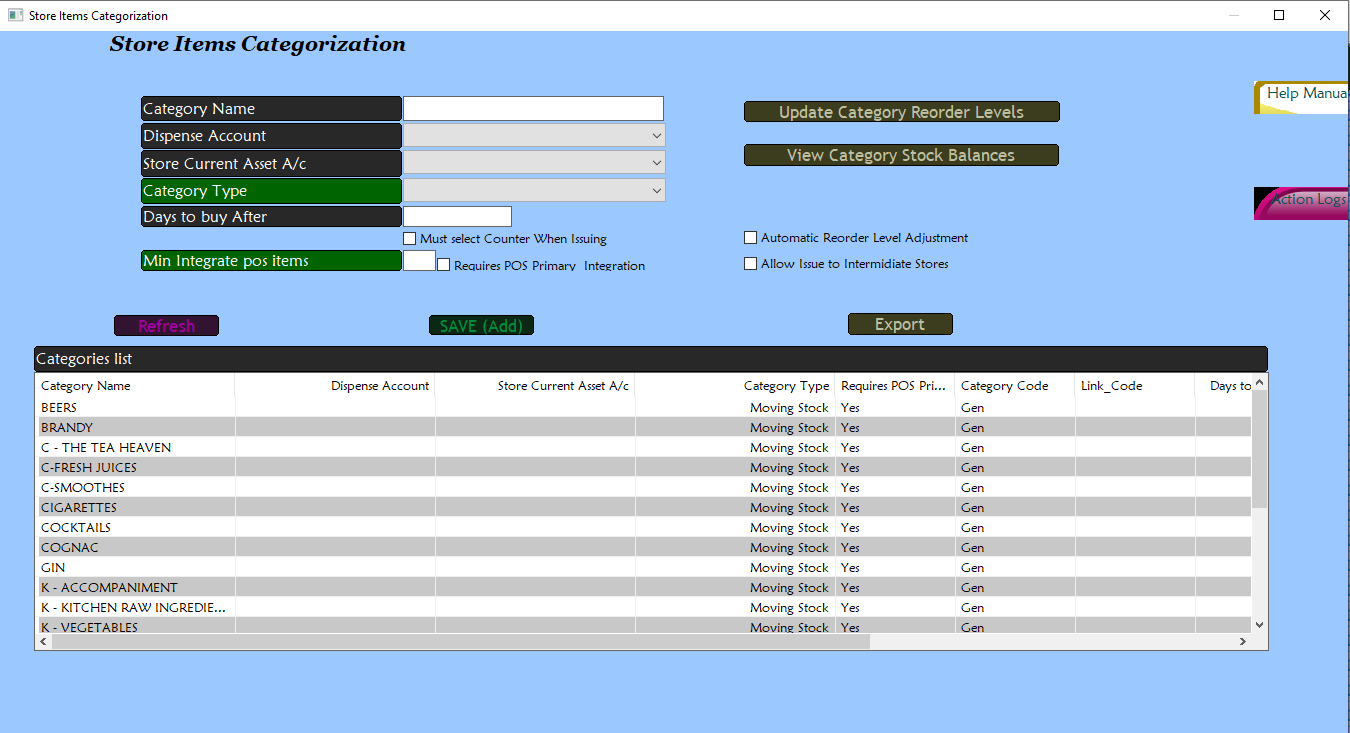 Store Items Categorization
Store Items Categorization
Category Name
Dispense Account
Store Current Asset A/c
Category Type
Days to buy After
Must select Counter When Issuing
Min Integrate pos items
Requires POS Primary Integration
Update Category Reorder Levels
View Category Stock Balances
Automatic Reorder Level Adjustment
Allow Issue to Intermidiate Stores
Help Manua
Action Logs
Refresh
SAVE (Add)
Export
Categories list
Category Name Dispense Account Store Current Asset A/c Category Type Requires POS Pri... Category Code Link_Code Days to
BEERS Moving Stock Yes Gen
BRANDY Moving Stock Yes Gen
C - THE TEA HEAVEN Moving Stock Yes Gen
C-FRESH JUICES Moving Stock Yes Gen
C-SMOOTHES Moving Stock Yes Gen
CIGARETTES Moving Stock Yes Gen
COCKTAILS Moving Stock Yes Gen
COGNAC Moving Stock Yes Gen
GIN Moving Stock Yes Gen
K - ACCOMPANIMENT Moving Stock Yes Gen
K - KITCHEN RAW INGREDIE... Moving Stock Yes Gen
K - VEGETABLES Moving Stock Yes Gen